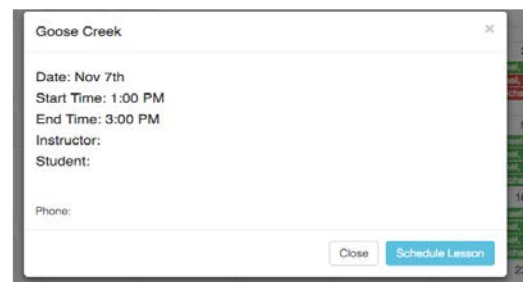 Goose Creek ×
Date: Nov 7th
Start Time: 1:00 PM
End Time: 3:00 PM
Instructor:
Student:
Phone:
Close Schedule Lesson